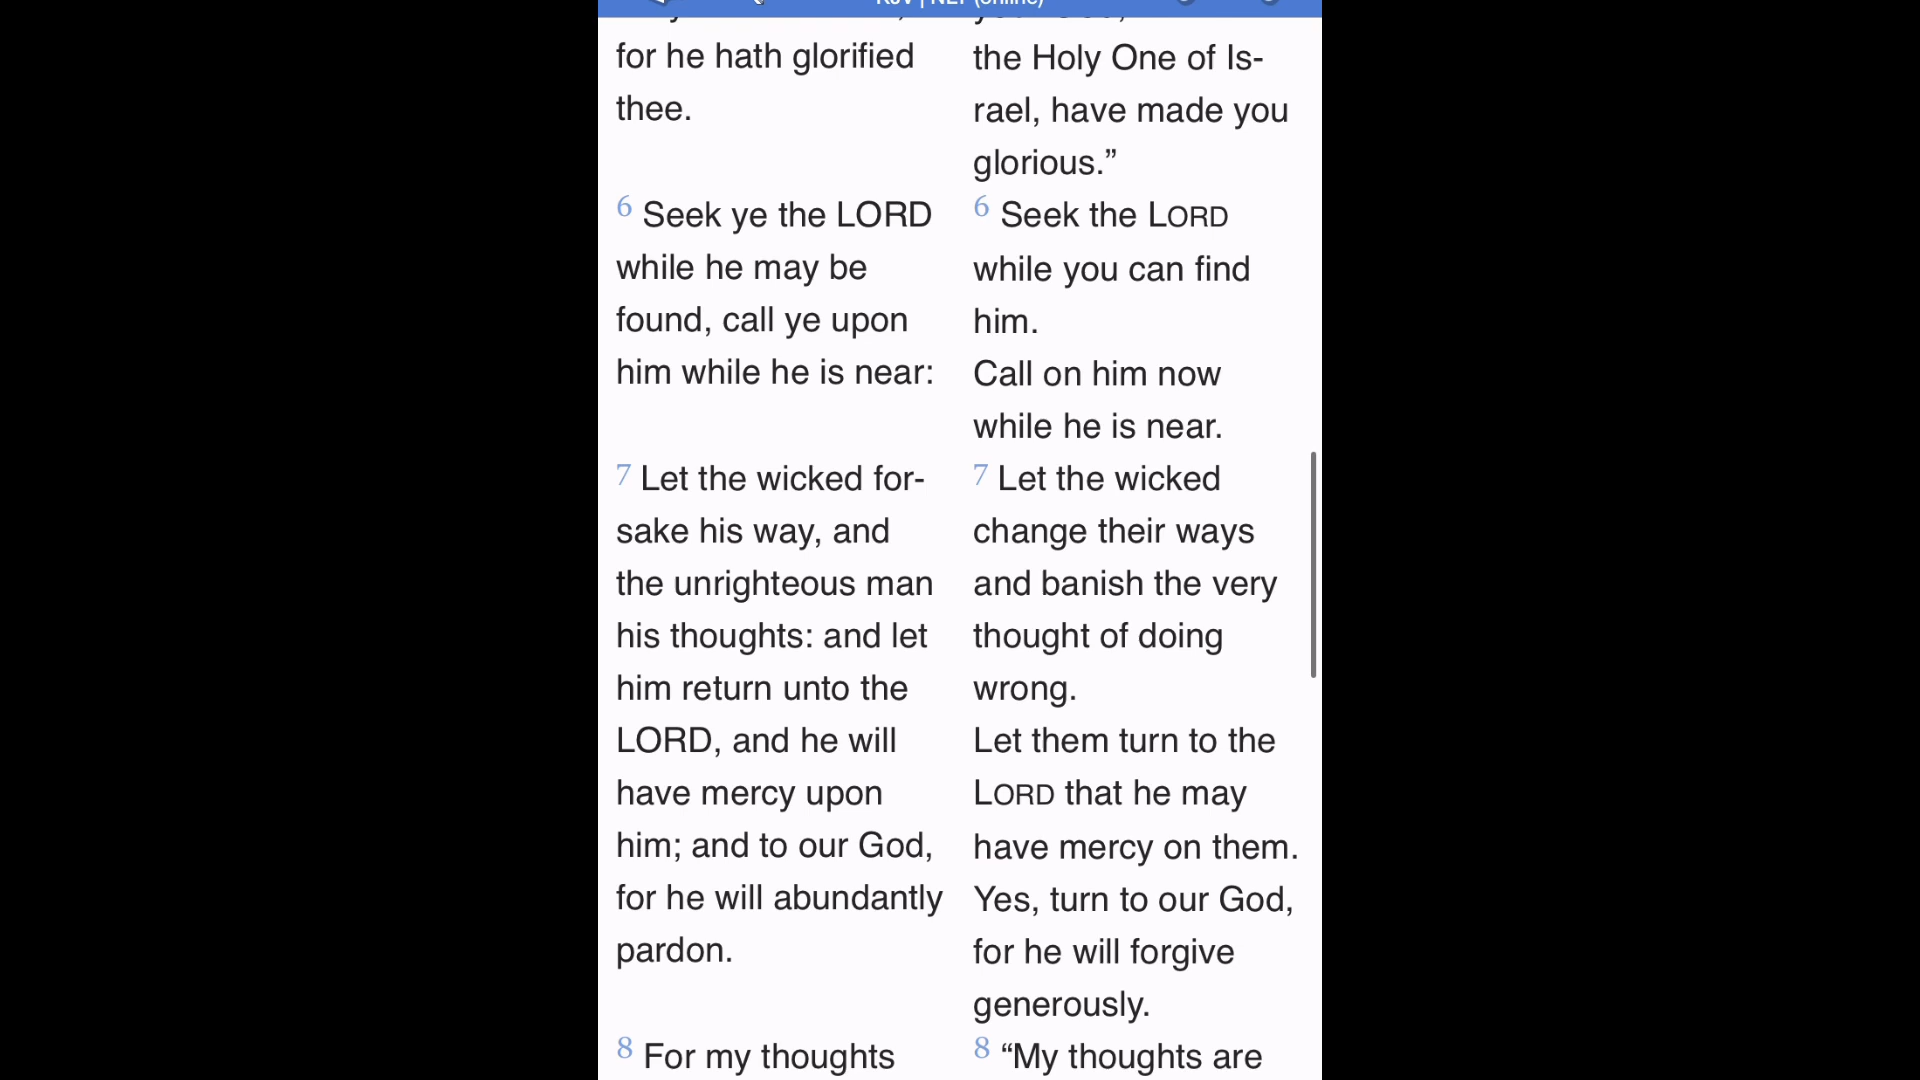 KJV | NLT (online)
for he hath glorified
thee.
6 Seek ye the LORD
while he may be
found, call ye upon
him while he is near:
7 Let the wicked for-
sake his way, and
the unrighteous man
his thoughts: and let
him return unto the
LORD, and he will
have mercy upon
him; and to our God,
for he will abundantly
pardon.
8 For my thoughts
the Holy One of Is-
rael, have made you
glorious.”
6 Seek the LORD
while you can find
him.
Call on him now
while he is near.
7 Let the wicked
change their ways
and banish the very
thought of doing
wrong.
Let them turn to the
LORD that he may
have mercy on them.
Yes, turn to our God,
for he will forgive
generously.
8 “My thoughts are